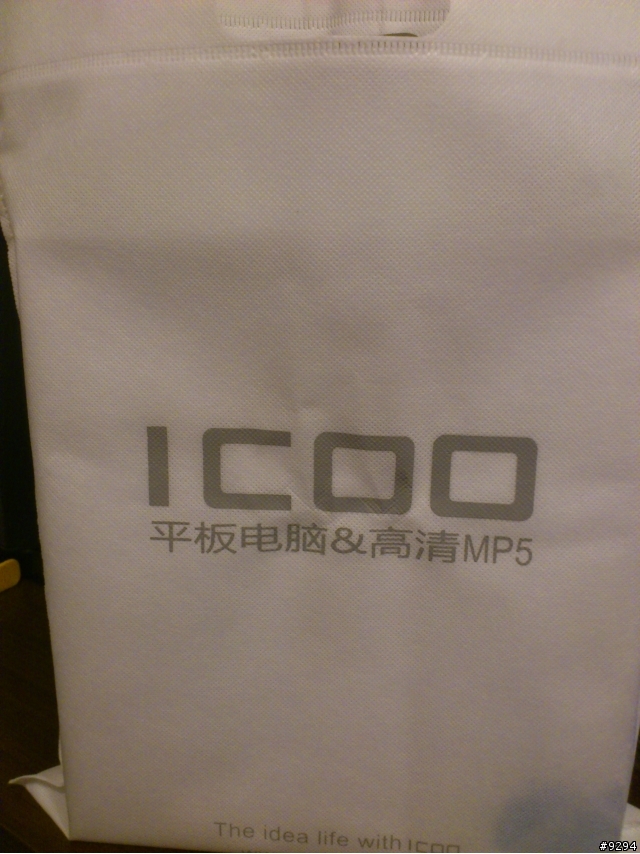 ICOO
平板电脑&高清MP5
The idea life with ICOO
#9294